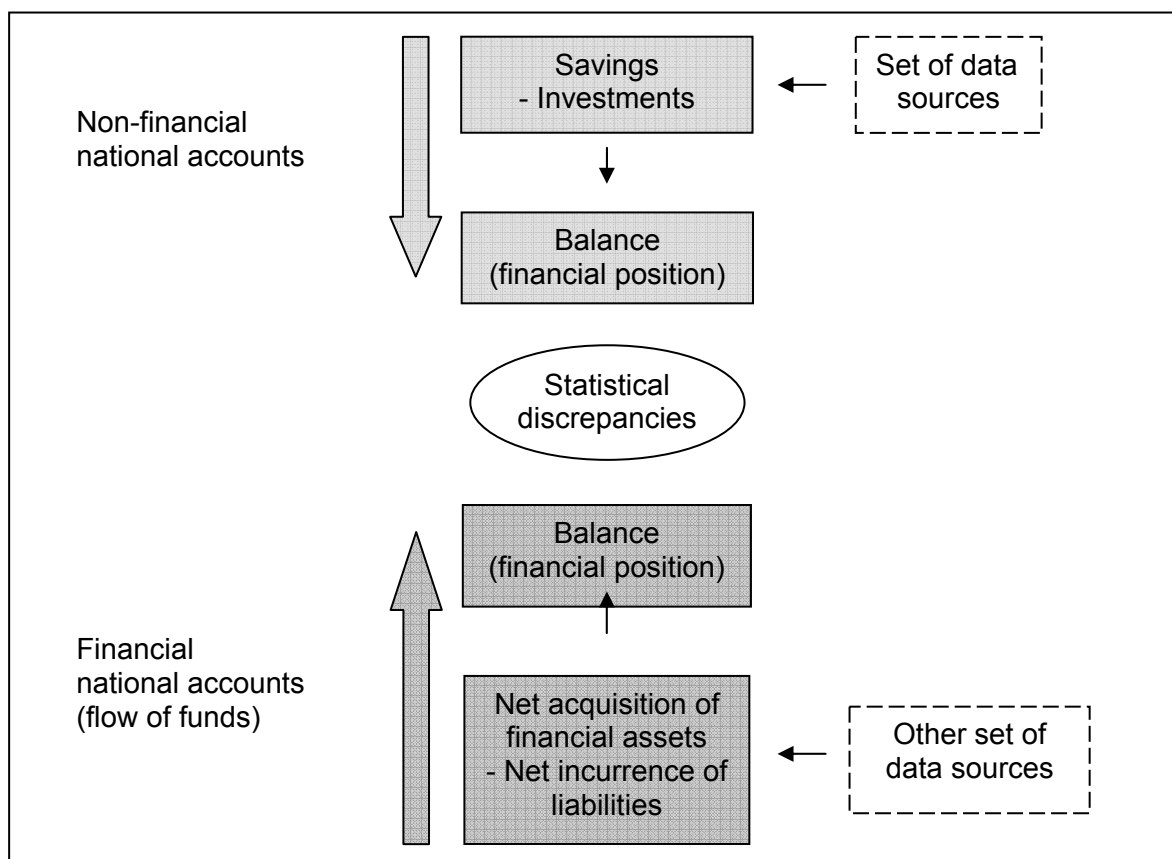 Savings
- Investments
Set of data
sources
Non-financial
national accounts
Balance
(financial position)
Statistical
discrepancies
Balance
(financial position)
Financial
national accounts
(flow of funds)
Net acquisition of
financial assets
- Net incurrence of
liabilities
Other set of
data sources